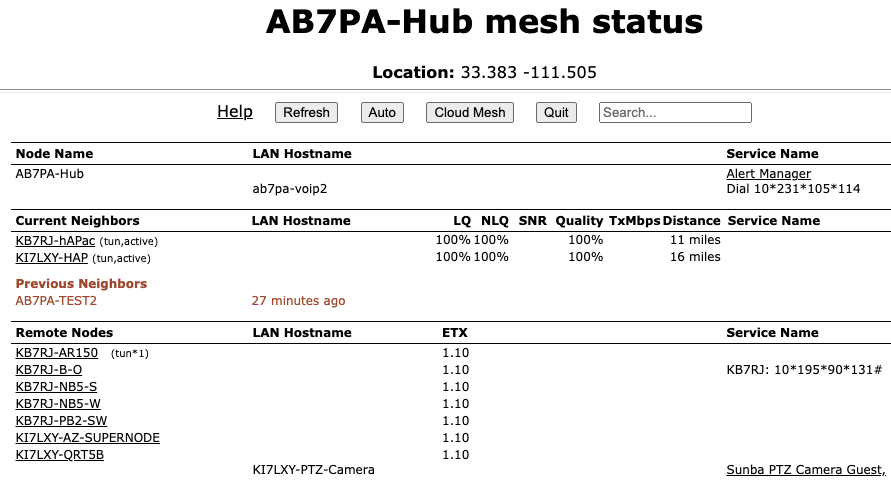 AB7PA-Hub mesh status
Location: 33.383 -111.505
Help Refresh Auto Cloud Mesh Quit Search...
Node Name LAN Hostname Service Name
AB7PA-Hub Alert Manager
ab7pa-voip2 Dial 10*231*105*114
Current Neighbors LAN Hostname LQ NLQ SNR Quality TxMbps Distance Service Name
KB7RJ-hAPac (tun,active) 100% 100% 100% 11 miles
KI7LXY-HAP (tun,active) 100% 100% 100% 16 miles
Previous Neighbors
AB7PA-TEST2 27 minutes ago
Remote Nodes LAN Hostname ETX Service Name
KB7RJ-AR150 (tun*1) 1.10
KB7RJ-B-O 1.10 KB7RJ: 10*195*90*131#
KB7RJ-NB5-S 1.10
KB7RJ-NB5-W 1.10
KB7RJ-PB2-SW 1.10
KI7LXY-AZ-SUPERNODE 1.10
KI7LXY-QRT5B 1.10
KI7LXY-PTZ-Camera Sunba PTZ Camera Guest,